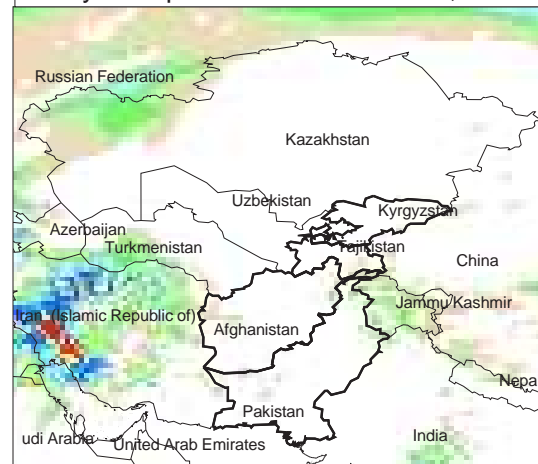 Russian Federation
Kazakhstan
Uzbekistan
Kyrgyzstan
Azerbaijan
Turkmenistan
Tajikistan
China
Jammu Kashmir
Iran (Islamic Republic of)
Afghanistan
Nepa
Pakistan
udi Arabia
United Arab Emirates
India